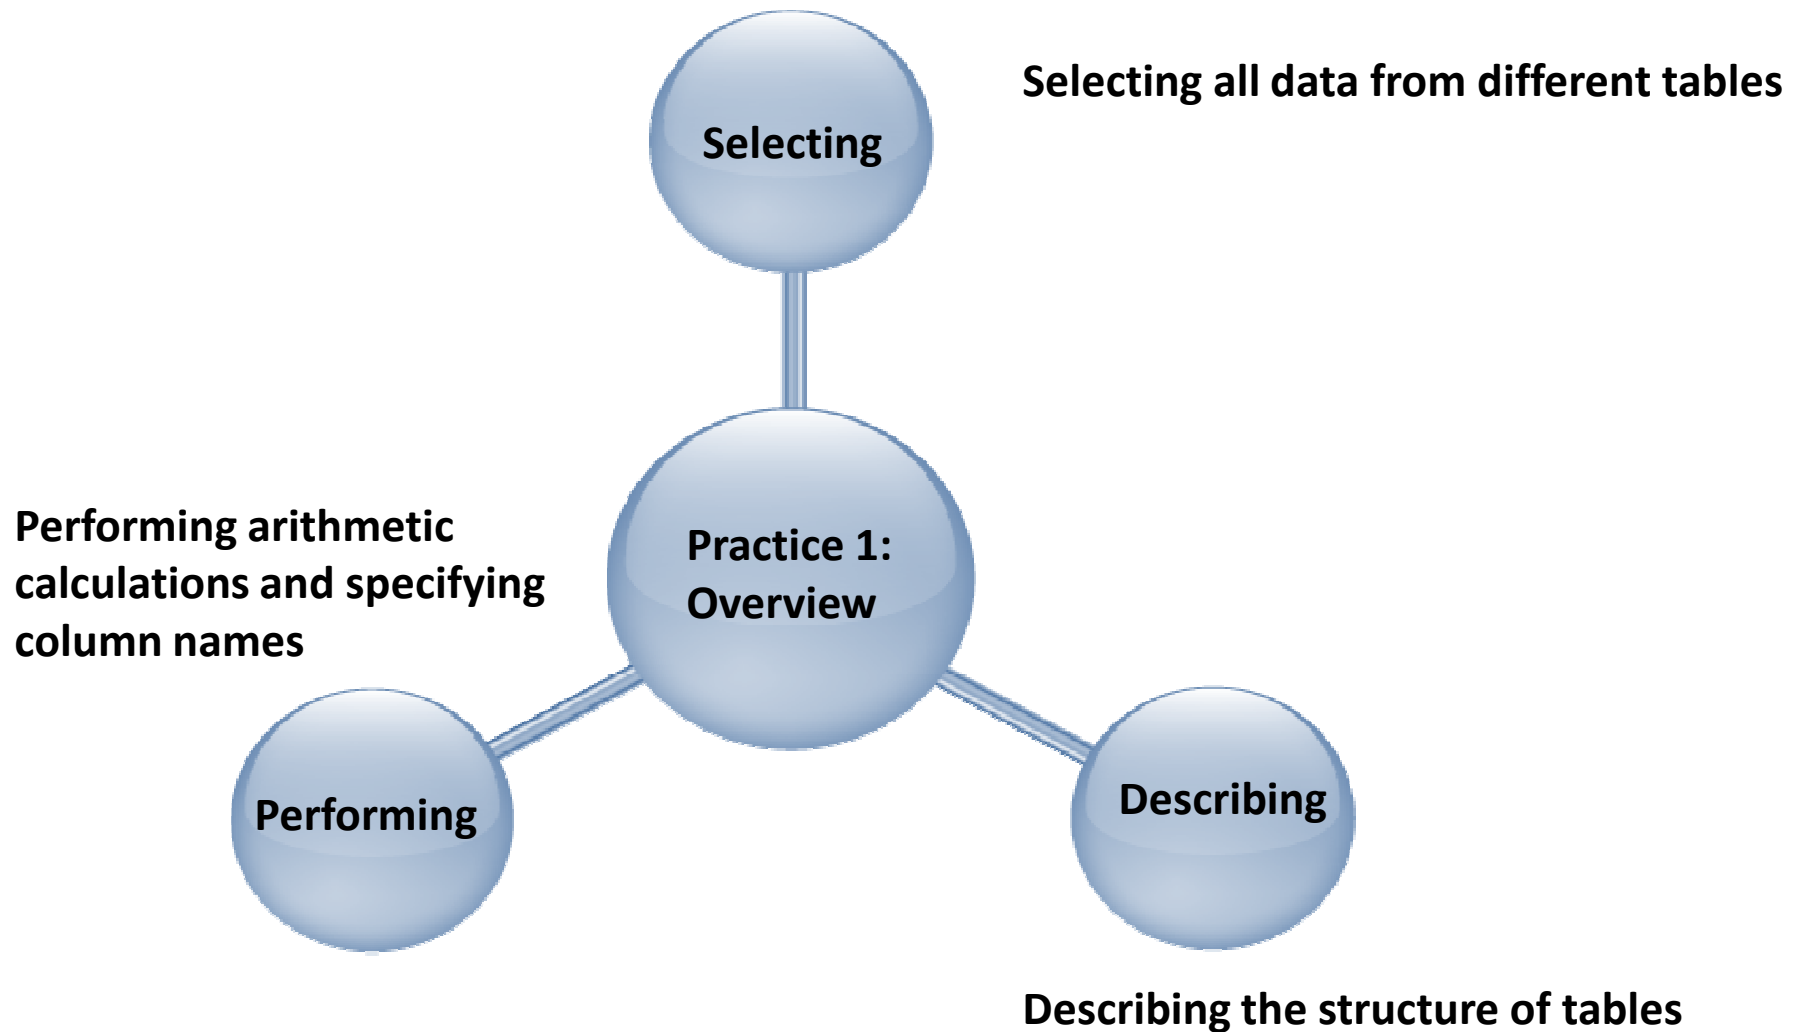 Selecting all data from different tables
Selecting
Performing arithmetic
calculations and specifying
column names
Practice 1:
Overview
Performing
Describing
Describing the structure of tables